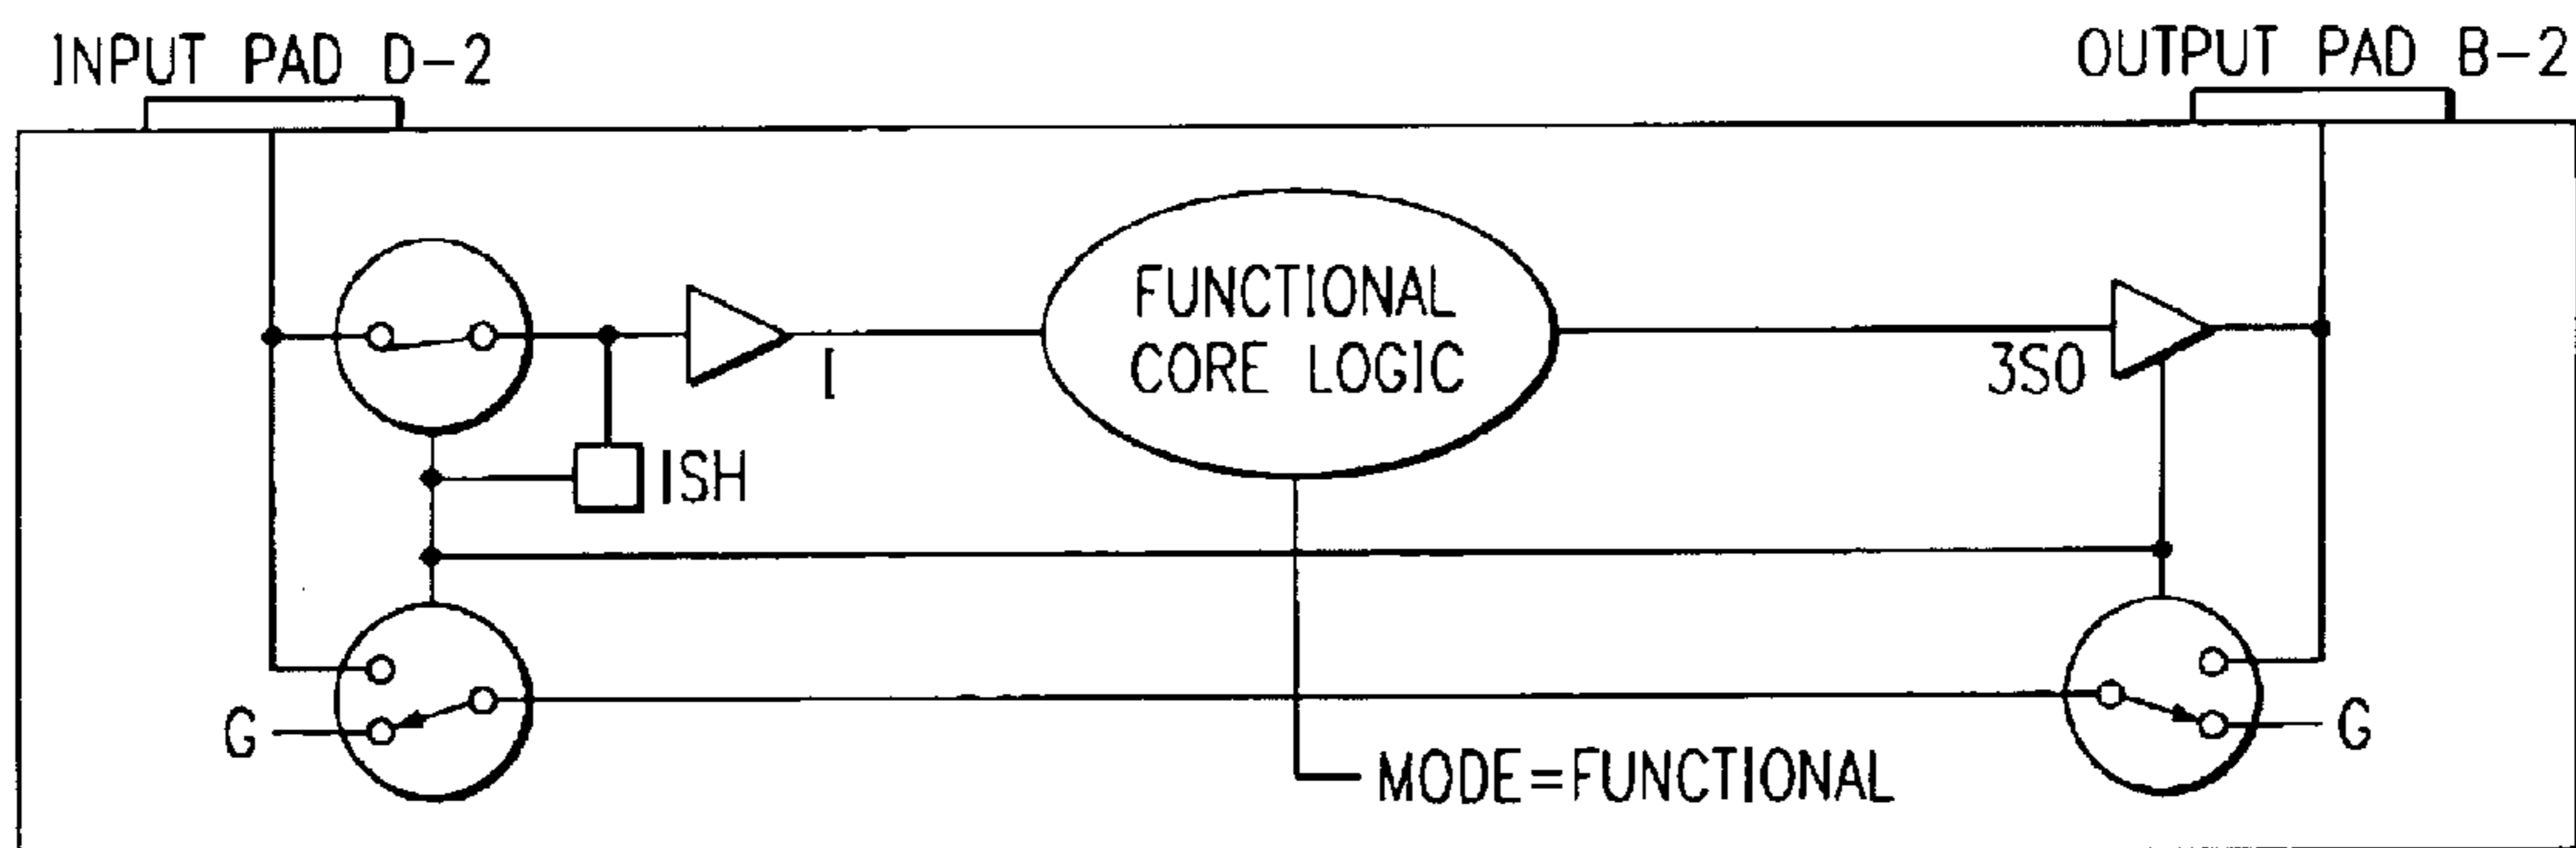 INPUT PAD D-2
OUTPUT PAD B-2
FUNCTIONAL
CORE LOGIC
I
3SO
ISH
G
G
MODE=FUNCTIONAL